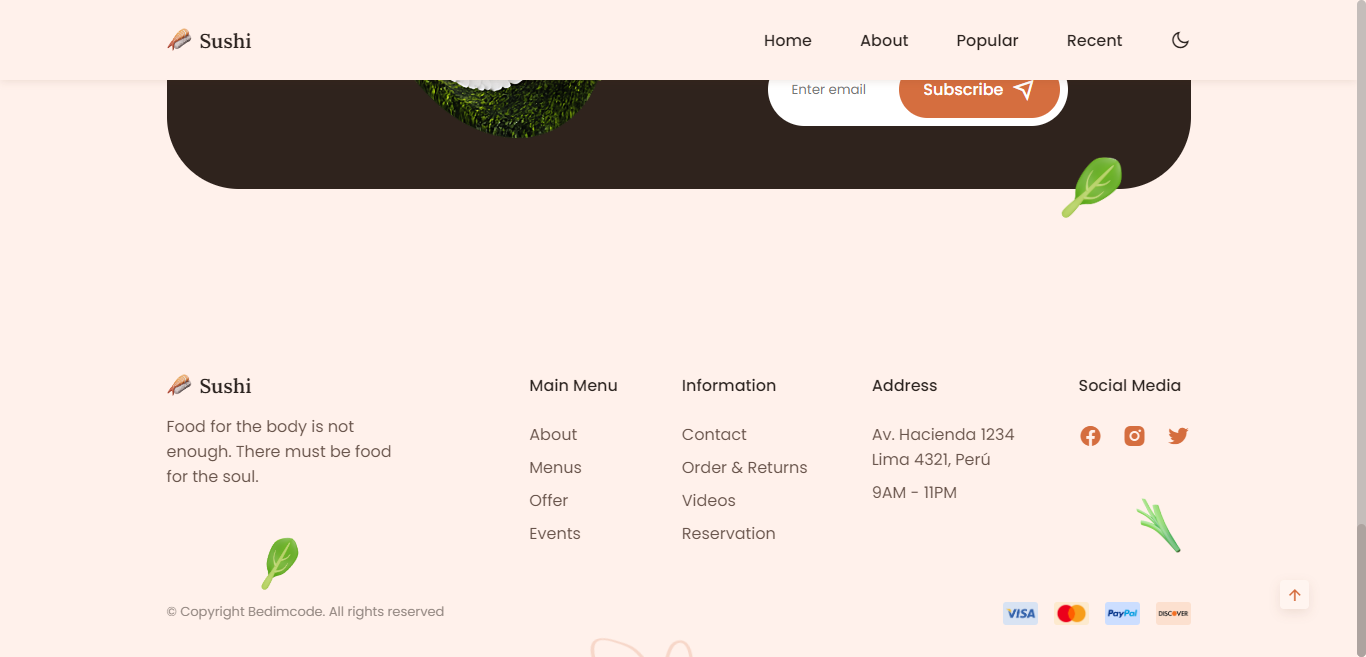 Sushi
Home
About
Popular
Recent
Enter email
Subscribe
Sushi
Food for the body is not
enough. There must be food
for the soul.
Main Menu
About
Menus
Offer
Events
Information
Contact
Order & Returns
Videos
Reservation
Address
Av. Hacienda 1234
Lima 4321, Perú
9AM - 11PM
Social Media
© Copyright Bedimcode. All rights reserved
VISA
PayPal
DISCOVER